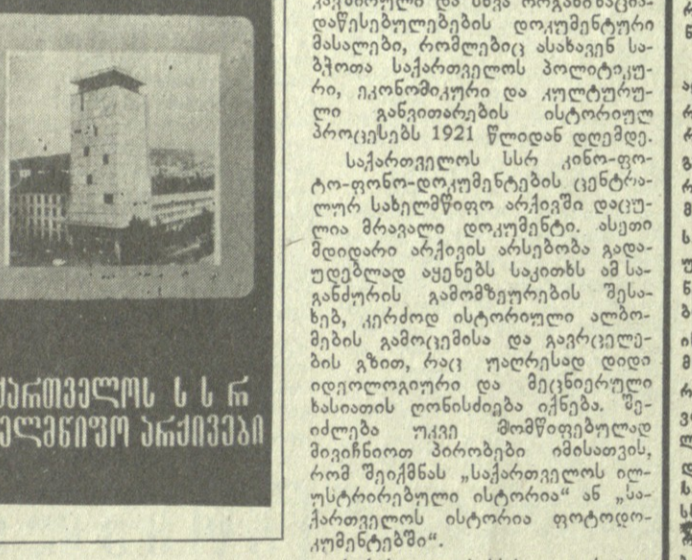 დაწესებულებების დოკუმენტური
მასალები, რომლებიც ასახავენ სა-
ბჭოთა საქართველოს პოლიტიკუ-
რი, ეკონომიკური და კულტურუ-
ლი განვითარების ისტორიულ
პროცესებს 1921 წლიდან დღემდე.
საქართველოს სსრ კინო-ფო-
ტო-ფონო-დოკუმენტების ცენტრა-
ლურ სახელმწიფო არქივში დაცუ-
ლია მრავალი დოკუმენტი. ასეთი
მდიდარი არქივის არსებობა გადა-
უდებლად აყენებს საკითხს ამ სა-
განძურის გამომზეურების შესა-
ხებ, კერძოდ ისტორიული ალბო-
მების გამოცემისა და გავრცელე-
ბის გზით, რაც უაღრესად დიდი
იდეოლოგიური და მეცნიერული
ხასიათის ღონისძიება იქნება. შე-
იძლება უკვე მომწიფებულად
მივიჩნიოთ პირობები იმისათვის,
რომ შეიქმნას „საქართველოს ილ-
უსტრირებული ისტორია“ ან „სა-
ქართველოს ისტორია ფოტოდო-
კუმენტებში“.
ქართველოს ს ს რ
ელმწიფო არქივები